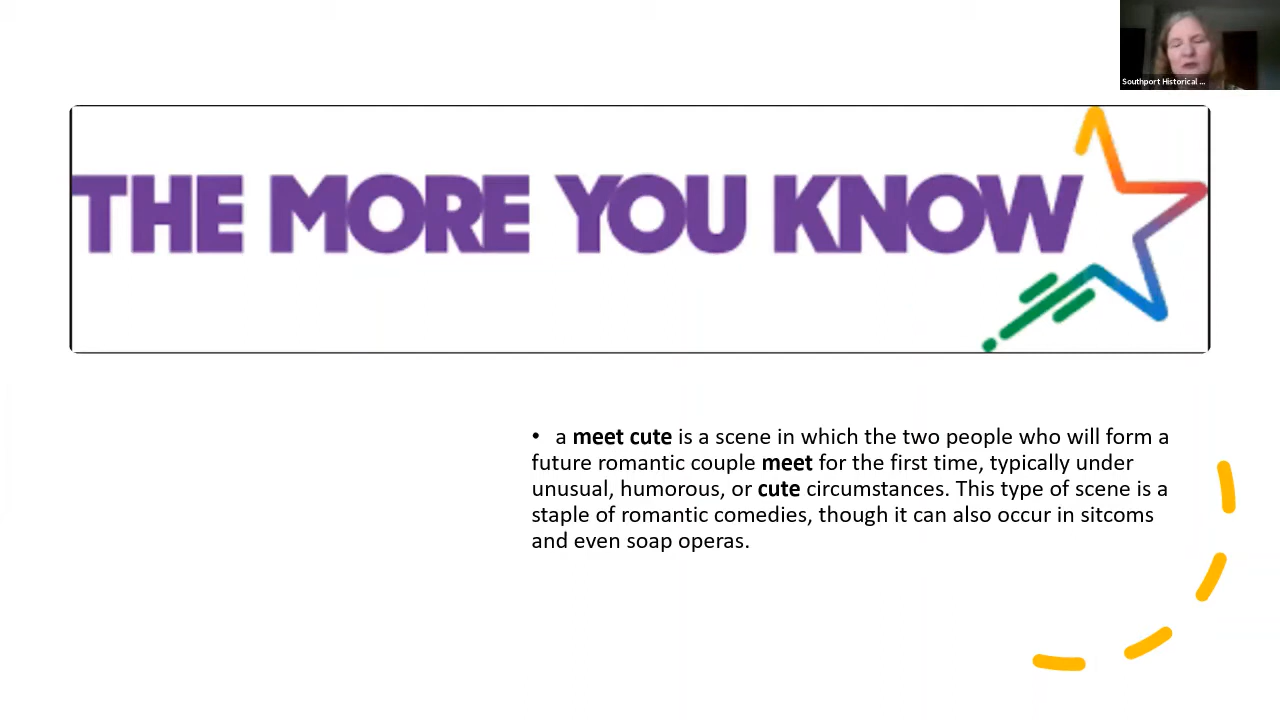 Southport Historical ...
THE MORE YOU KNOW
• a meet cute is a scene in which the two people who will form a
future romantic couple meet for the first time, typically under
unusual, humorous, or cute circumstances. This type of scene is a
staple of romantic comedies, though it can also occur in sitcoms
and even soap operas.